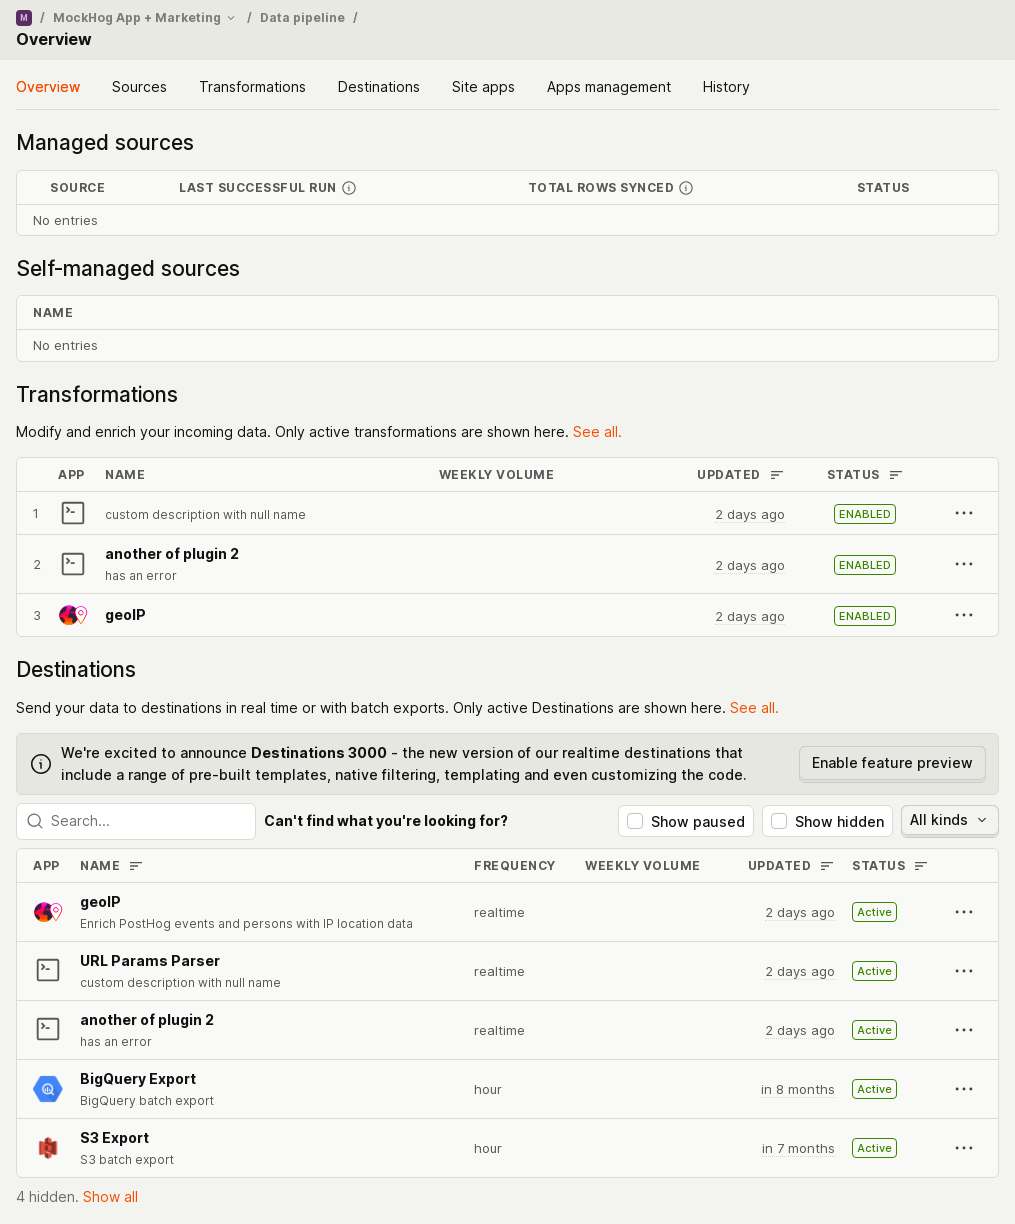 M / MockHog App + Marketing / Data pipeline /
Overview
Overview Sources Transformations Destinations Site apps Apps management History
Managed sources
SOURCE LAST SUCCESSFUL RUN TOTAL ROWS SYNCED STATUS
No entries
Self-managed sources
NAME
No entries
Transformations
Modify and enrich your incoming data. Only active transformations are shown here. See all.
APP NAME WEEKLY VOLUME UPDATED STATUS
1 custom description with null name 2 days ago ENABLED
another of plugin 2
2 2 days ago ENABLED
has an error
3 geoIP 2 days ago ENABLED
Destinations
Send your data to destinations in real time or with batch exports. Only active Destinations are shown here. See all.
We're excited to announce Destinations 3000 - the new version of our realtime destinations that
include a range of pre-built templates, native filtering, templating and even customizing the code.
Enable feature preview
Search... Can't find what you're looking for? Show paused Show hidden All kinds
APP NAME FREQUENCY WEEKLY VOLUME UPDATED STATUS
geoIP
Enrich PostHog events and persons with IP location data
realtime 2 days ago Active
URL Params Parser
custom description with null name
realtime 2 days ago Active
another of plugin 2
has an error
realtime 2 days ago Active
BigQuery Export
BigQuery batch export
hour in 8 months Active
S3 Export
S3 batch export
hour in 7 months Active
4 hidden. Show all